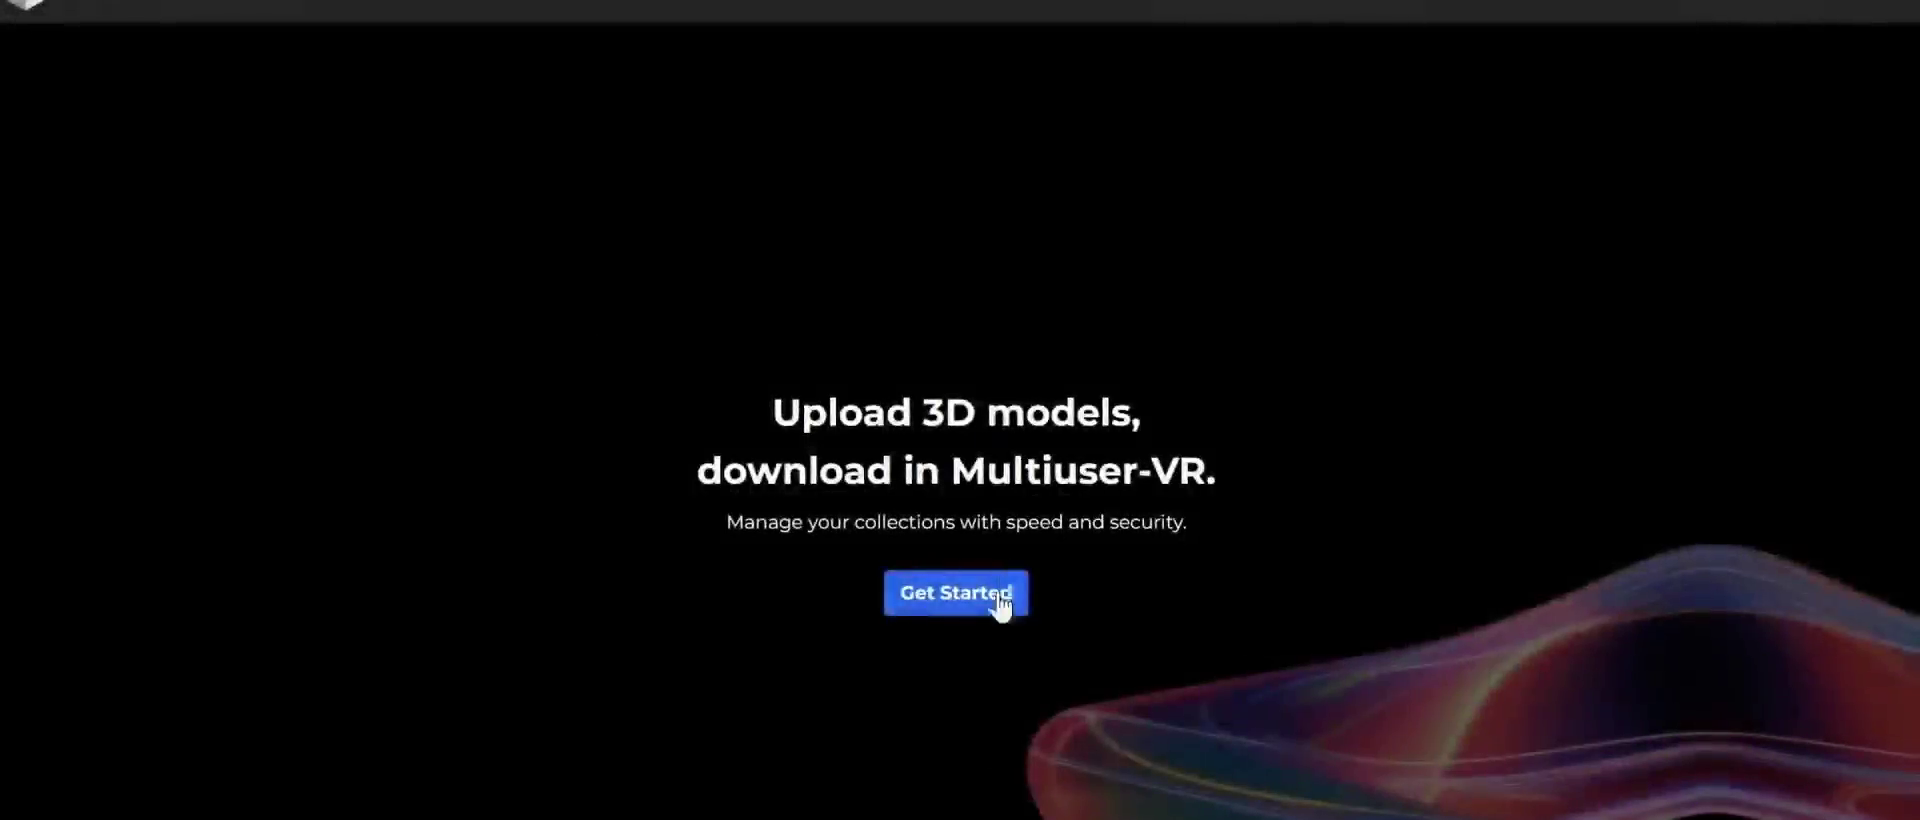 Upload 3D models,
download in Multiuser-VR.
Manage your collections with speed and security.
Get Started